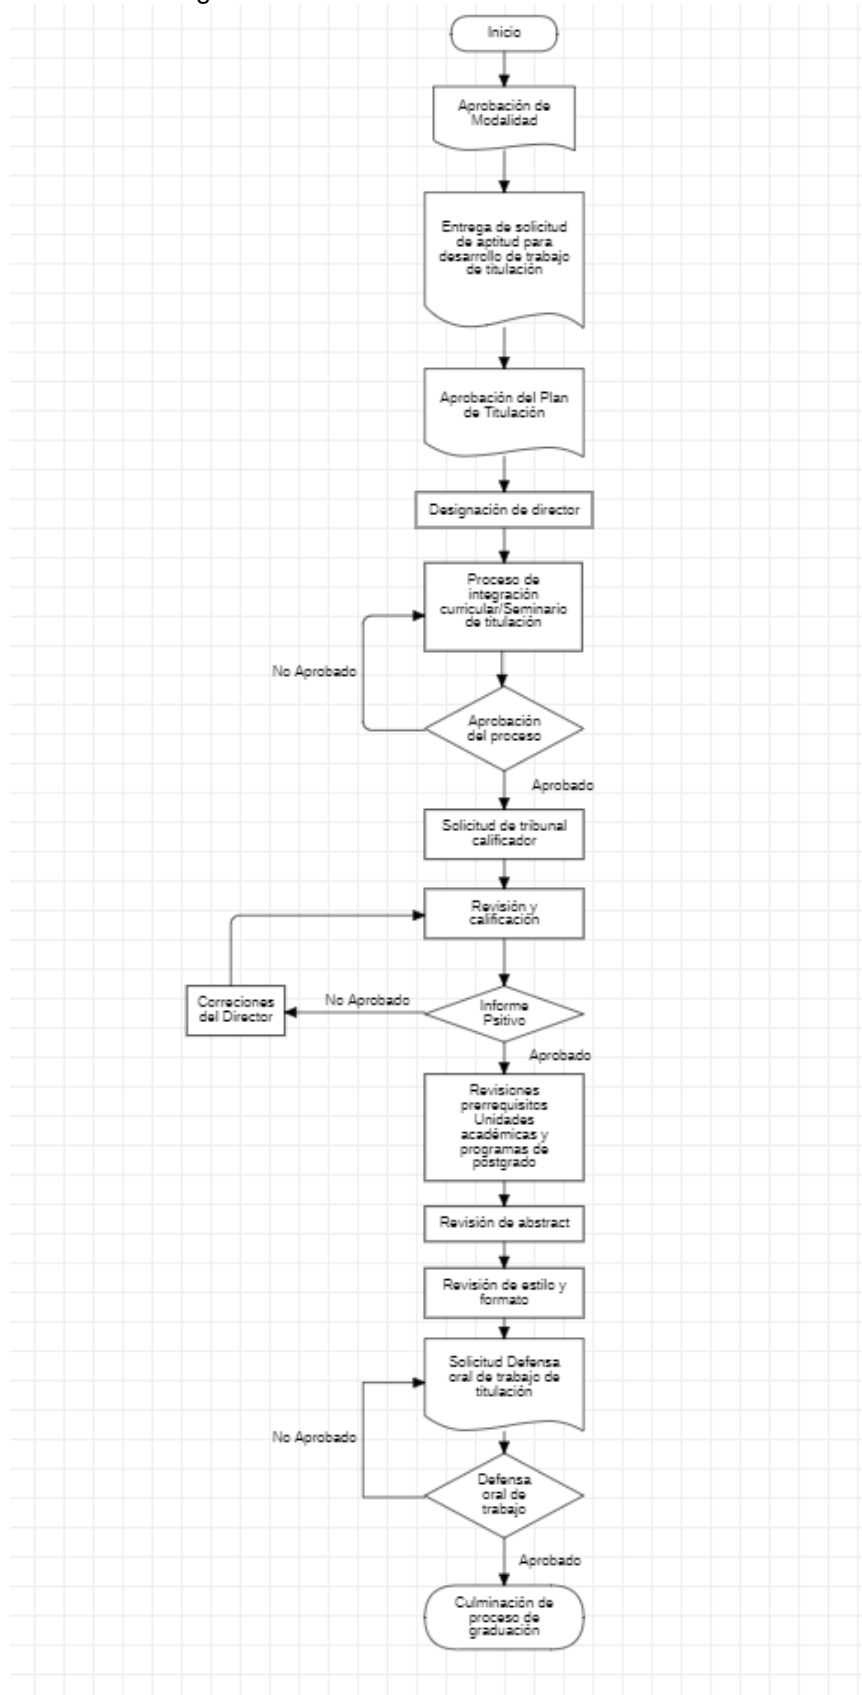 Inicio
Aprobación de
Modalidad
Entrega de solicitud
de aptitud para
desarrollo de trabajo
de titulación
Aprobación del Plan
de Titulación
Designación de director
Proceso de
integración
curricular/Seminario
de titulación
No Aprobado
Aprobación
del proceso
Aprobado
Solicitud de tribunal
calificador
Revisión y
calificación
Correciones
del Director
No Aprobado
Informe
Psitivo
Aprobado
Revisiones
prerrequisitos
Unidades
académicas y
programas de
postgrado
Revisión de abstract
Revisión de estilo y
formato
Solicitud Defensa
oral de trabajo de
titulación
No Aprobado
Defensa
oral de
trabajo
Aprobado
Culminación de
proceso de
graduación